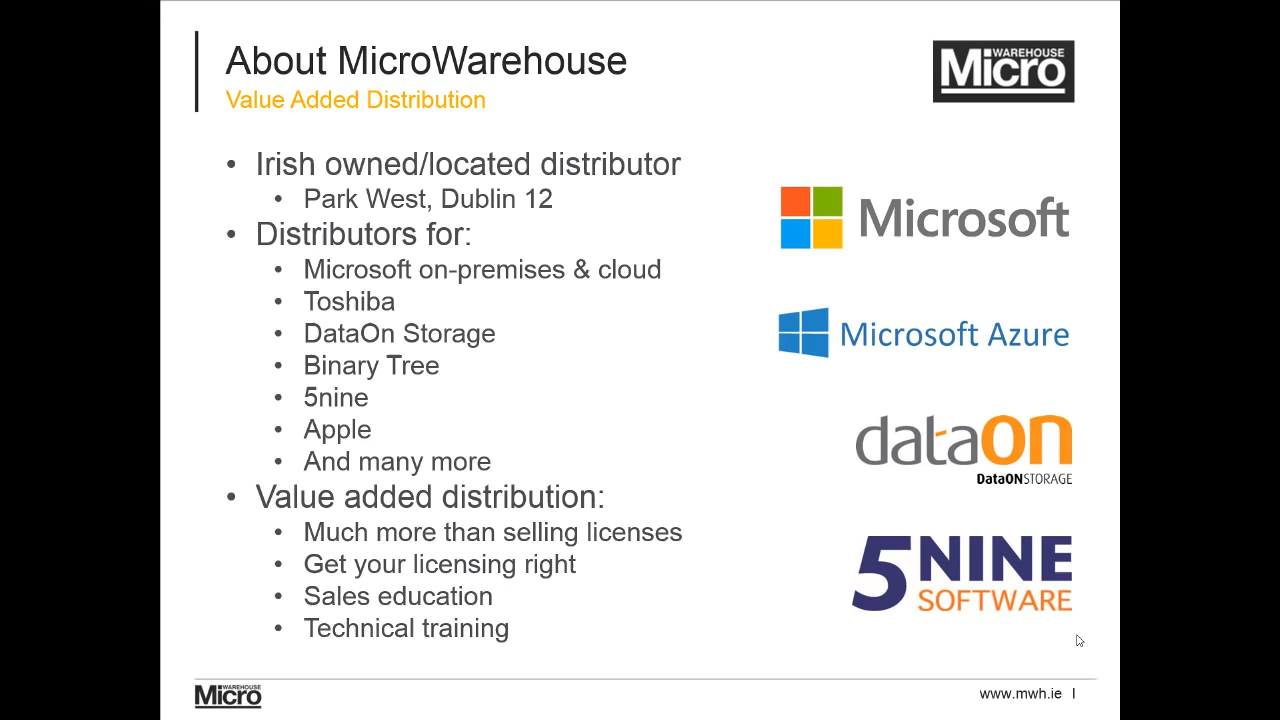 About MicroWarehouse
Value Added Distribution
WAREHOUSE
Micro
• Irish owned/located distributor
• Park West, Dublin 12
• Distributors for:
• Microsoft on-premises & cloud
• Toshiba
• DataOn Storage
• Binary Tree
• 5nine
• Apple
• And many more
• Value added distribution:
• Much more than selling licenses
• Get your licensing right
• Sales education
• Technical training
Microsoft
Microsoft Azure
dataON
DataONSTORAGE
5NINE
SOFTWARE
WAREHOUSE
Micro
www.mwh.ie I